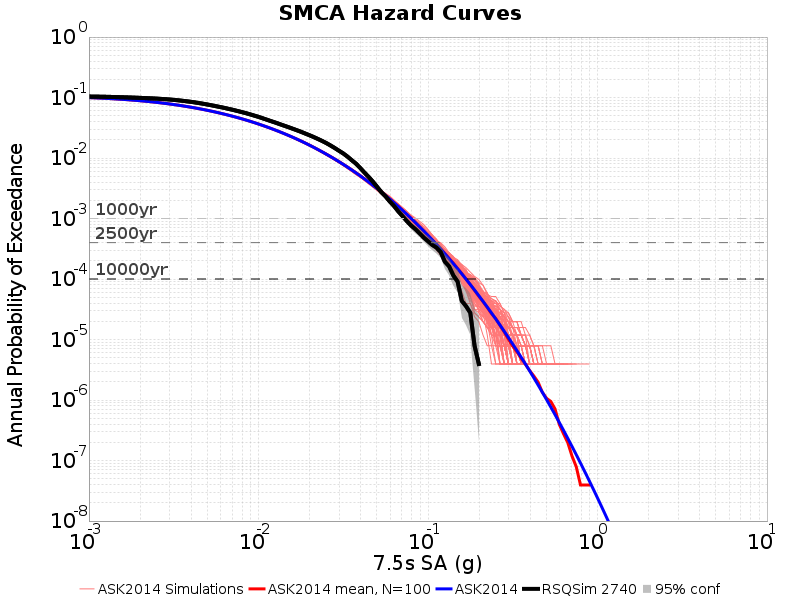 SMCA Hazard Curves
Annual Probability of Exceedance
10^0
10^-1
10^-2
10^-3
10^-4
10^-5
10^-6
10^-7
10^-8
1000yr
2500yr
10000yr
10^-3 10^-2 10^-1 10^0 10^1
7.5s SA (g)
ASK2014 Simulations ASK2014 mean, N=100 ASK2014 RSQSim 2740 95% conf